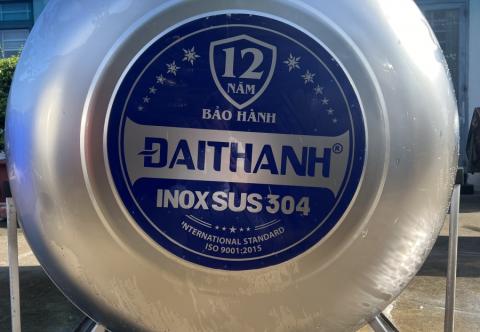 12
NĂM
BẢO HÀNH
ĐAITHANH®
INOX SUS 304
INTERNATIONAL STANDARD
ISO 9001:2015